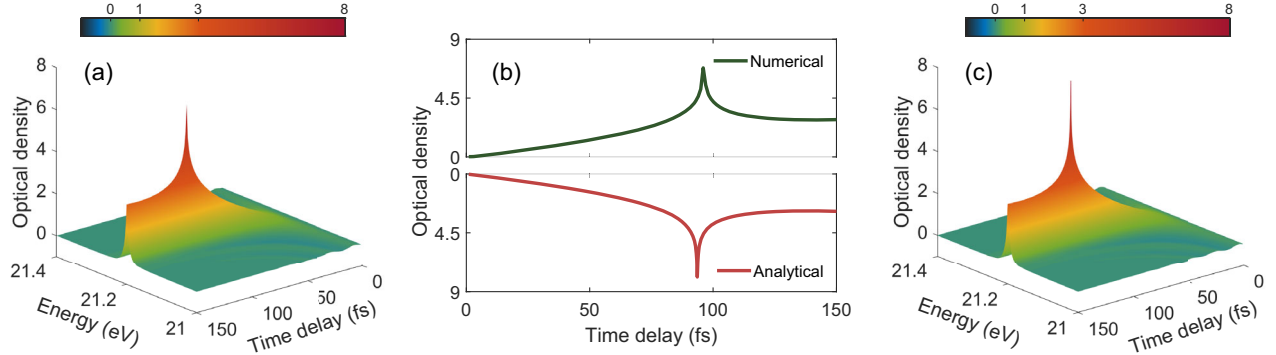 0 1 3 8
(a)
Optical density
8
6
4
2
0
21.4
21.2
21
Energy (eV)
150
100
50
0
Time delay (fs)
(b)
Optical density
9
4.5
0
Numerical
0
4.5
9
Analytical
0 50 100 150
Time delay (fs)
0 1 3 8
(c)
Optical density
8
6
4
2
0
21.4
21.2
21
Energy (eV)
150
100
50
0
Time delay (fs)